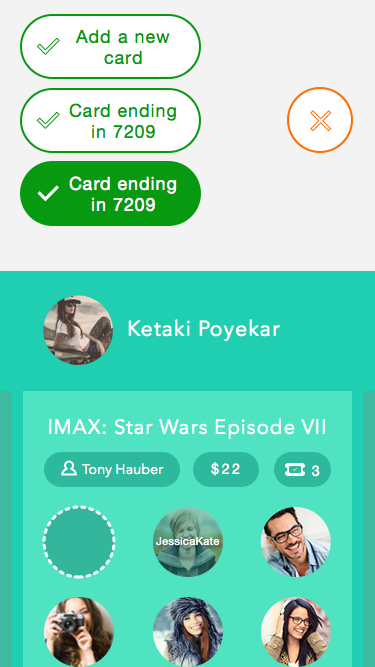 Add a new
card
Card ending
in 7209
Card ending
in 7209
Ketaki Poyekar
IMAX: Star Wars Episode VII
Tony Hauber
$22
3
JessicaKate